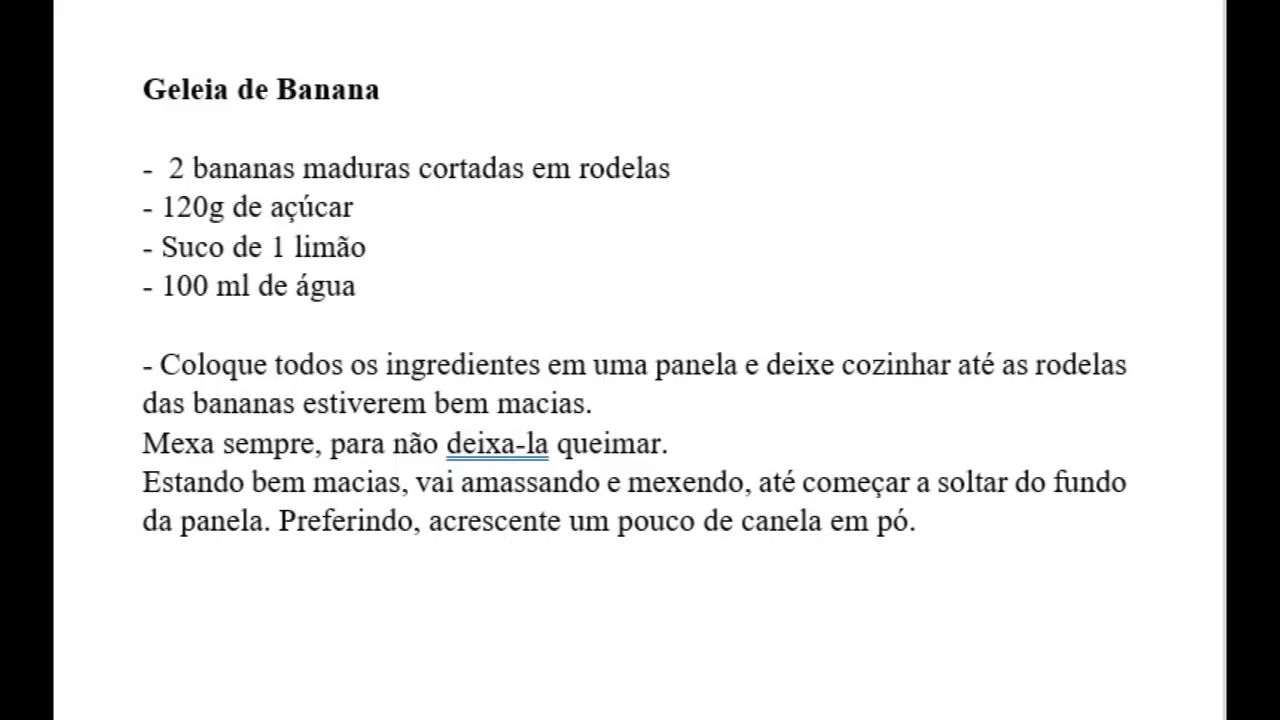 Geleia de Banana
-  2 bananas maduras cortadas em rodelas
- 120g de açúcar
- Suco de 1 limão
- 100 ml de água
- Coloque todos os ingredientes em uma panela e deixe cozinhar até as rodelas
das bananas estiverem bem macias.
Mexa sempre, para não deixa-la queimar.
Estando bem macias, vai amassando e mexendo, até começar a soltar do fundo
da panela. Preferindo, acrescente um pouco de canela em pó.